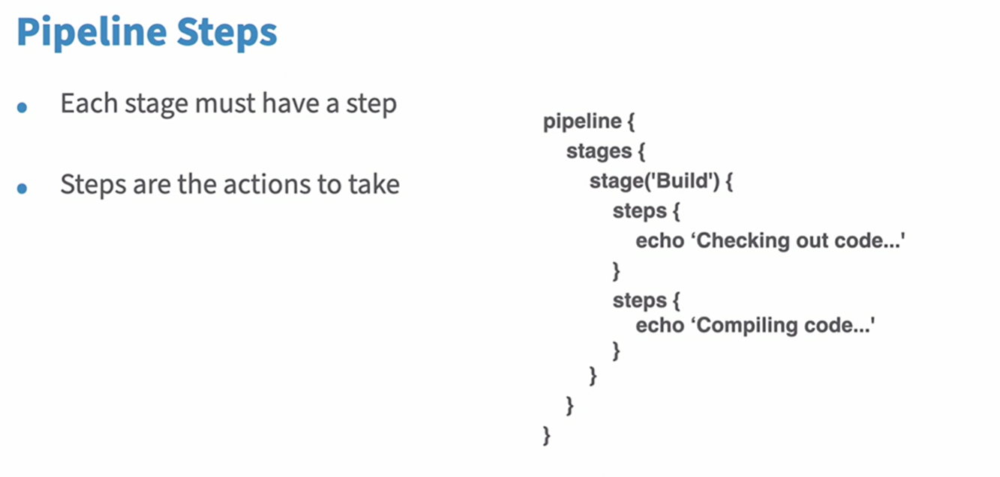 Pipeline Steps
• Each stage must have a step
• Steps are the actions to take
pipeline {
stages {
stage('Build') {
steps {
echo ‘Checking out code...'
}
steps {
echo ‘Compiling code...'
}
}
}
}